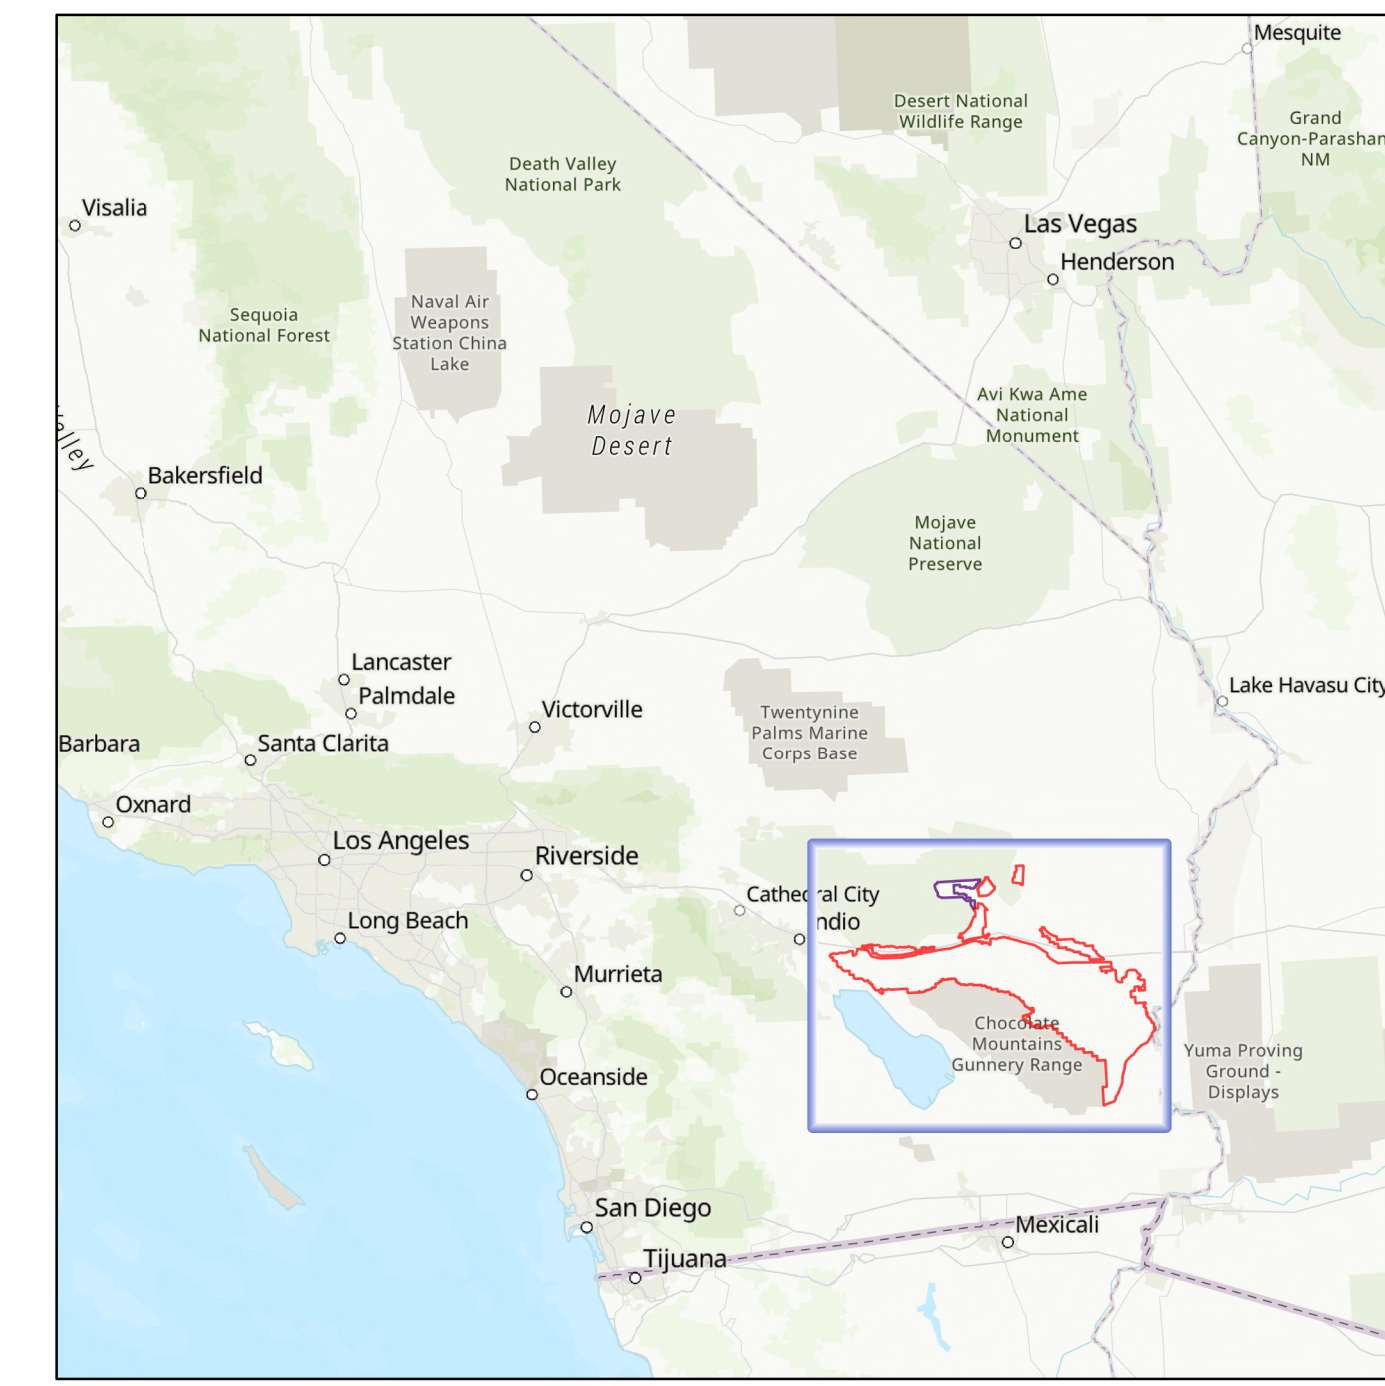 Mesquite
Desert National
Wildlife Range
Grand
Canyon-Parashan
NM
Death Valley
National Park
Visalia
Las Vegas
Henderson
Naval Air
Weapons
Station China
Lake
Sequoia
National Forest
Mojave
Desert
Avi Kwa Ame
National
Monument
alley
Bakersfield
Mojave
National
Preserve
Lancaster
Palmdale
Lake Havasu City
Victorville
Twentynine
Palms Marine
Corps Base
Barbara
Santa Clarita
Oxnard
Los Angeles
Riverside
Cathedral City
ndio
Long Beach
Murrieta
Chocolate
Mountains
Gunnery Range
Yuma Proving
Ground -
Displays
Oceanside
San Diego
Mexicali
Tijuana